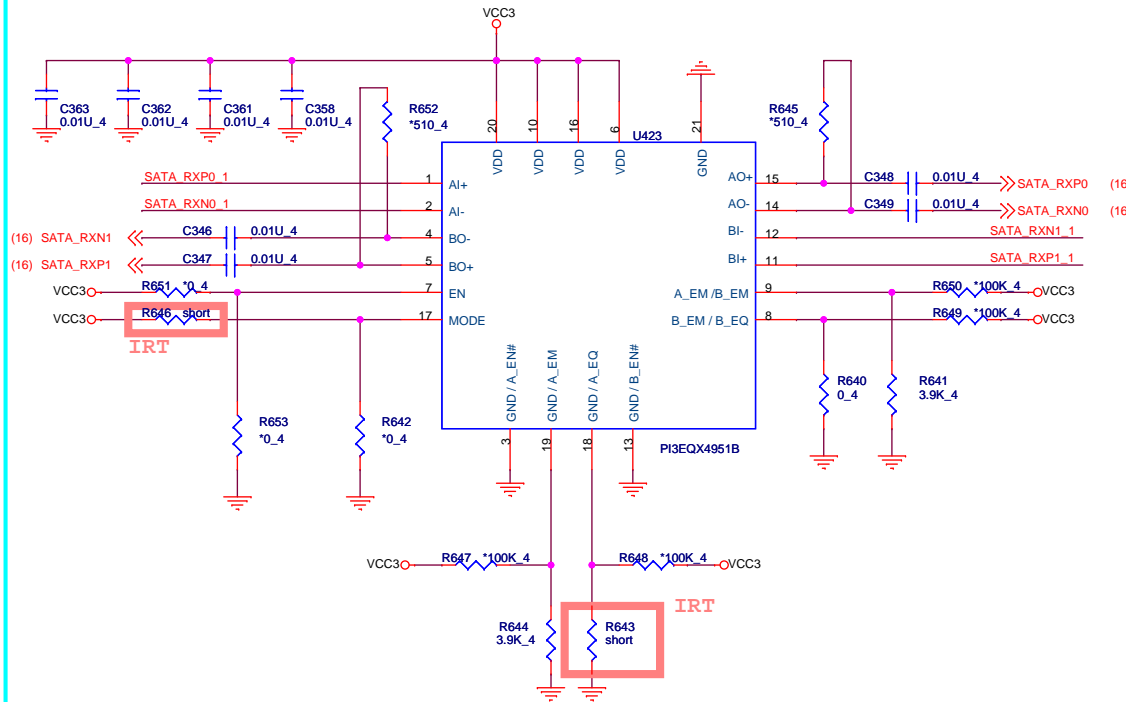 VCC3
C363
0.01U_4
C362
0.01U_4
C361
0.01U_4
C358
0.01U_4
R652
*510_4
R645
*510_4
20
10
16
6
21
U423
VDD
VDD
VDD
VDD
GND
SATA_RXP0_1
1
AI+
AO+
15
C348
0.01U_4
SATA_RXP0
(16
SATA_RXN0_1
2
AI-
AO-
14
C349
0.01U_4
SATA_RXN0
(16
(16)
SATA_RXN1
C346
0.01U_4
4
BO-
BI-
12
SATA_RXN1_1
(16)
SATA_RXP1
C347
0.01U_4
5
BO+
BI+
11
SATA_RXP1_1
VCC3
R651
*0_4
7
EN
A_EM /B_EM
9
R650
*100K_4
VCC3
VCC3
R646
short
17
MODE
B_EM / B_EQ
8
R649
*100K_4
VCC3
IRT
GND / A_EN#
GND / A_EM
GND / A_EQ
GND / B_EN#
R640
0_4
R641
3.9K_4
R653
*0_4
R642
*0_4
3
19
18
13
PI3EQX4951B
VCC3
R647
*100K_4
R648
*100K_4
VCC3
IRT
R644
3.9K_4
R643
short